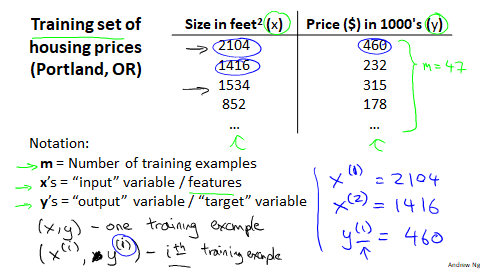 Training set of housing prices (Portland, OR)
Size in feet² (x) Price ($) in 1000's (y)
2104 460
1416 232
1534 315
852 178
... ...
m = 47
Notation:
m = Number of training examples
x's = "input" variable / features
y's = "output" variable / "target" variable
(x,y) - one training example
(x⁽ⁱ⁾, y⁽ⁱ⁾) - iᵗʰ training example
x⁽¹⁾ = 2104
x⁽²⁾ = 1416
y⁽¹⁾ = 460
Andrew Ng